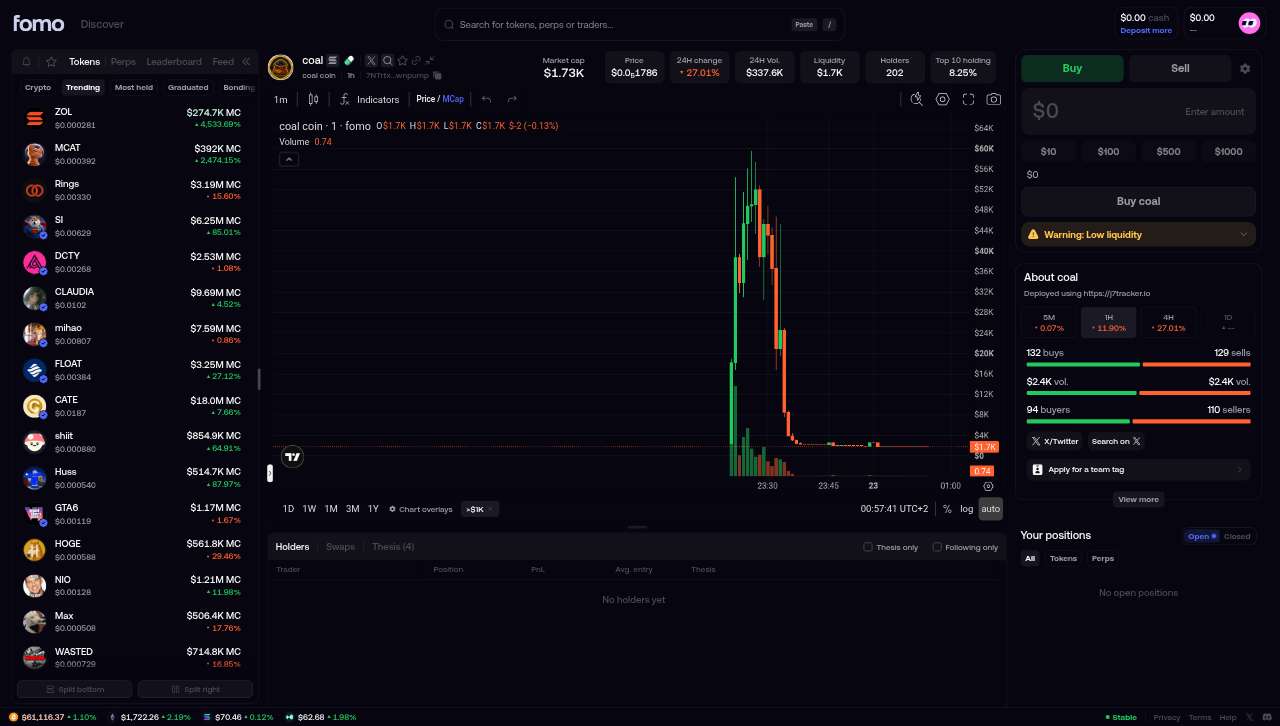 fomo Discover
Search for tokens, perps or traders... Paste /
$0.00 cash
Deposit more
$0.00
—
Tokens Perps Leaderboard Feed
Crypto Trending Most held Graduated Bonding
ZOL $274.7K MC
$0.000281 4,533.69%
MCAT $392K MC
$0.000392 2,474.15%
Rings $3.19M MC
$0.00330 15.60%
SI $6.25M MC
$0.00629 85.01%
DCTY $2.53M MC
$0.00268 1.08%
CLAUDIA $9.69M MC
$0.0102 4.52%
mihao $7.59M MC
$0.00807 0.86%
FLOAT $3.25M MC
$0.00384 27.12%
CATE $18.0M MC
$0.0187 7.66%
shiit $854.9K MC
$0.000880 64.91%
Huss $514.7K MC
$0.000540 87.97%
GTA6 $1.17M MC
$0.00119 1.67%
HOGE $561.8K MC
$0.000588 29.46%
NIO $1.21M MC
$0.00128 11.98%
Max $506.4K MC
$0.000508 17.76%
WASTED $714.8K MC
$0.000729 16.85%
Split bottom Split right
coal
coal coin 1h 7NTrtx...wnpump
Market cap
$1.73K
Price
$0.0₅1786
24H change
27.01%
24H Vol.
$337.6K
Liquidity
$1.7K
Holders
202
Top 10 holding
8.25%
1m Indicators Price / MCap
coal coin · 1 · fomo O$1.7K H$1.7K L$1.7K C$1.7K $-2 (−0.13%)
Volume 0.74
$64K
$60K
$56K
$52K
$48K
$44K
$40K
$36K
$32K
$28K
$24K
$20K
$16K
$12K
$8K
$4K
$1.7K
$0
0.74
23:30 23:45 23 01:00
1D 1W 1M 3M 1Y Chart overlays >$1K 00:57:41 UTC+2 % log auto
Holders Swaps Thesis (4) Thesis only Following only
Trader Position PnL Avg. entry Thesis
No holders yet
Buy Sell
$0 Enter amount
$10 $100 $500 $1000
$0
Buy coal
Warning: Low liquidity
About coal
Deployed using https://j7tracker.io
5M 1H 4H 1D
0.07% 11.90% 27.01% --
132 buys 129 sells
$2.4K vol. $2.4K vol.
94 buyers 110 sellers
X/Twitter Search on X
Apply for a team tag
View more
Your positions Open Closed
All Tokens Perps
No open positions
$61,116.37 1.10% $1,722.26 2.19% $70.46 0.12% $62.68 1.98%
Stable Privacy Terms Help